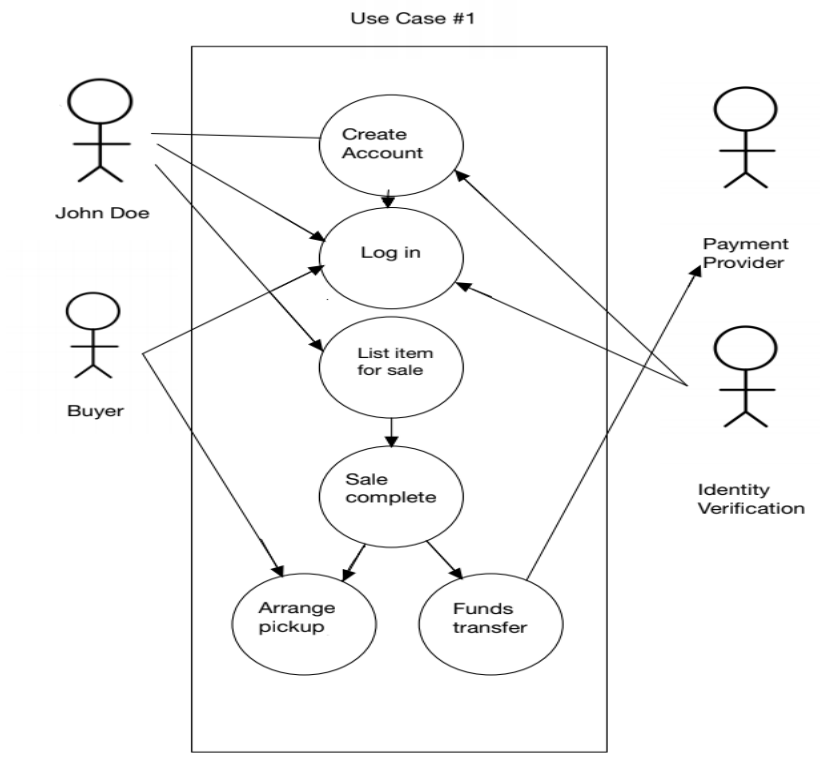 Use Case #1
Create
Account
John Doe
Log in
Payment
Provider
List item
for sale
Buyer
Sale
complete
Identity
Verification
Arrange
pickup
Funds
transfer